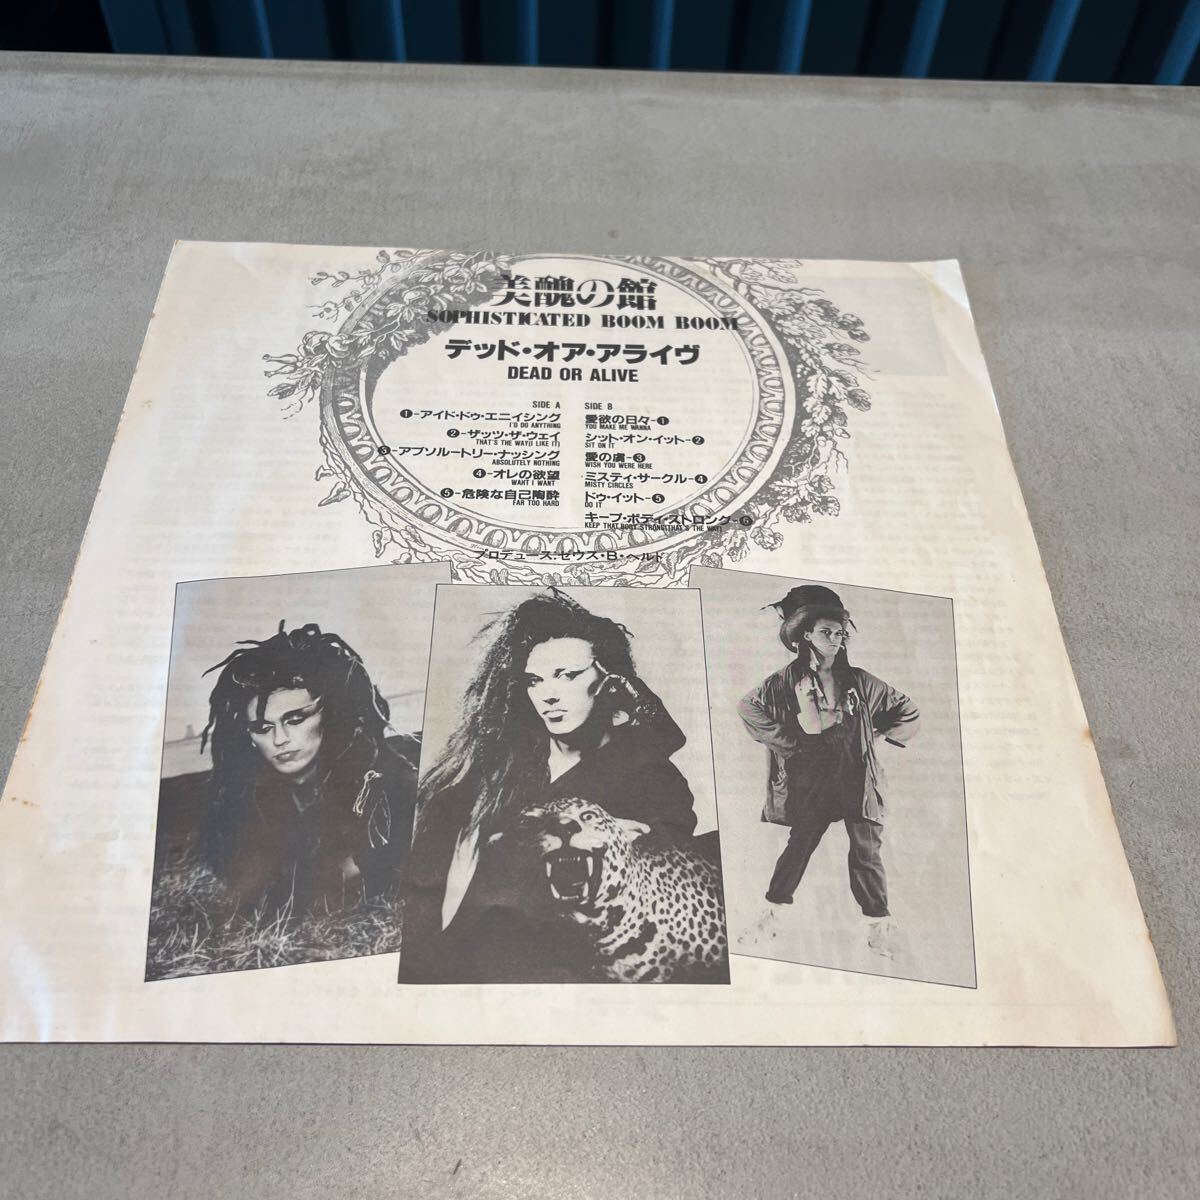 美醜の館
SOPHISTICATED BOOM BOOM
デッド・オア・アライヴ
DEAD OR ALIVE
SIDE A
❶-アイド・ドゥ・エニイシング
I'D DO ANYTHING
❷-ザッツ・ザ・ウェイ
THAT'S THE WAY(I LIKE IT)
❸-アブソルートリー・ナッシング
ABSOLUTELY NOTHING
❹-オレの欲望
WAHT I WANT
❺-危険な自己陶酔
FAR TOO HARD
SIDE B
愛欲の日々-❶
YOU MAKE ME WANNA
シット・オン・イット-❷
SIT ON IT
愛の虜-❸
WISH YOU WERE HERE
ミスティ・サークル-❹
MISTY CIRCLES
ドゥ・イット-❺
DO IT
キープ・ボディ・ストロング-❻
KEEP THAT BODY STRONG(THAT'S THE WAY)
プロデュース:ゼウス・B・ヘルド